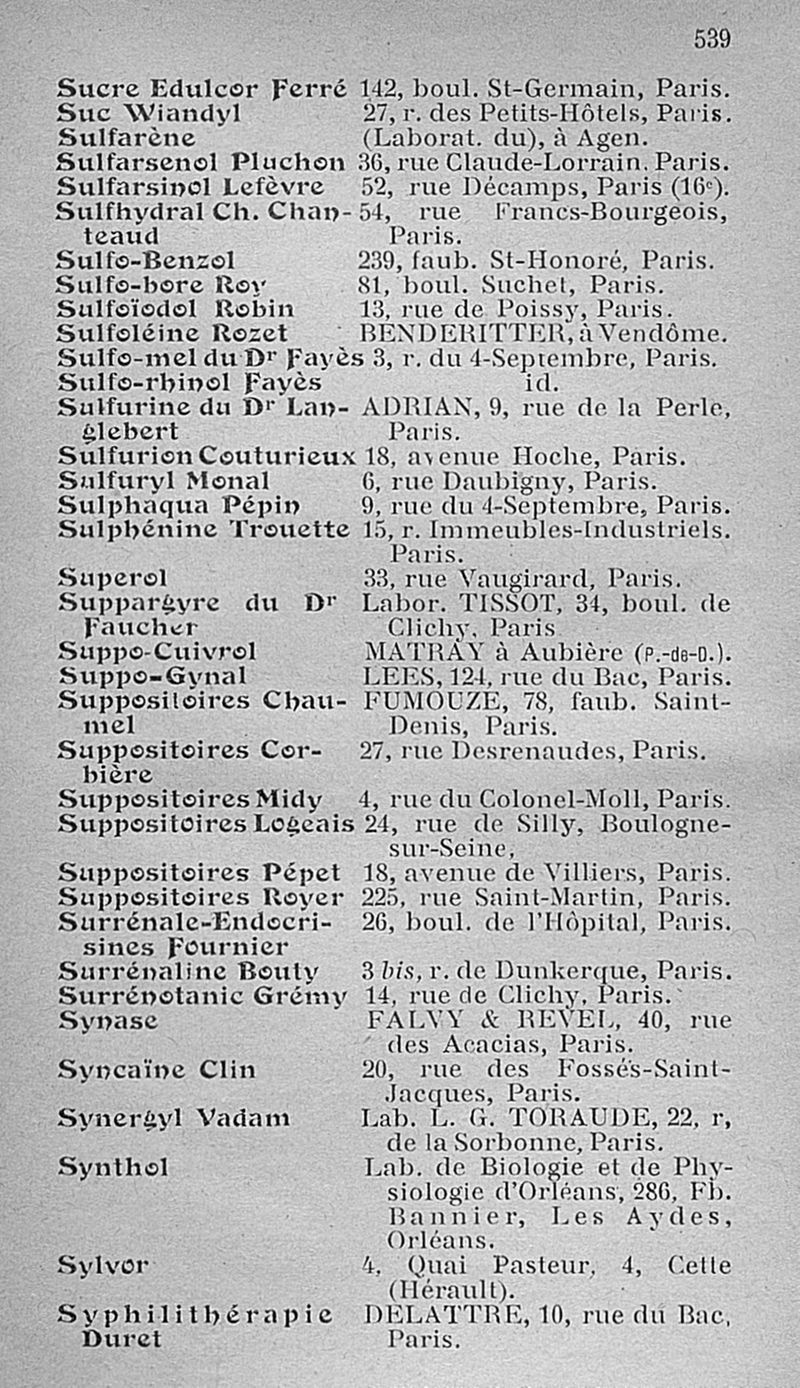 539
Sucre Edulcor Ferré 142, boul. St-Germain, Paris.
Suc Wiandyl 27, r. des Petits-Hôtels, Paris.
Sulfarène (Laborat. du), à Agen.
Sulfarsenol Pluchon 36, rue Claude-Lorrain, Paris.
Sulfarsinol Lefèvre 52, rue Décamps, Paris (16e).
Sulfhydral Ch. Chan- 54, rue Francs-Bourgeois,
teaud Paris.
Sulfo-Benzol 239, faub. St-Honoré, Paris.
Sulfo-bore Roy 81, boul. Suchet, Paris.
Sulfoïodol Robin 13, rue de Poissy, Paris.
Sulfoléine Rozet BENDERITTER, à Vendôme.
Sulfo-mel du Dr Fayès 3, r. du 4-Septembre, Paris.
Sulfo-rhinol Fayès id.
Sulfurine du Dr Lan- ADRIAN, 9, rue de la Perle,
glebert Paris.
Sulfurion Couturieux 18, avenue Hoche, Paris.
Sulfuryl Monal 6, rue Daubigny, Paris.
Sulphaqua Pépin 9, rue du 4-Septembre, Paris.
Sulphénine Trouette 15, r. Immeubles-Industriels.
Paris.
Superol 33, rue Vaugirard, Paris.
Suppargyre du Dr Labor. TISSOT, 34, boul. de
Faucher Clichy, Paris
Suppo-Cuivrol MATRAY à Aubière (P.-de-D.).
Suppo-Gynal LEES, 124, rue du Bac, Paris.
Suppositoires Chau- FUMOUZE, 78, faub. Saint-
mel Denis, Paris.
Suppositoires Cor- 27, rue Desrenaudes, Paris.
bière
Suppositoires Midy 4, rue du Colonel-Moll, Paris.
Suppositoires Logeais 24, rue de Silly, Boulogne-
sur-Seine,
Suppositoires Pépet 18, avenue de Villiers, Paris.
Suppositoires Royer 225, rue Saint-Martin, Paris.
Surrénale-Endocri- 26, boul. de l'Hôpital, Paris.
sines Fournier
Surrénaline Bouty 3 bis, r. de Dunkerque, Paris.
Surrénotanic Grémy 14, rue de Clichy, Paris.
Synase FALVY & REVEL, 40, rue
des Acacias, Paris.
Syncaïne Clin 20, rue des Fossés-Saint-
Jacques, Paris.
Synergyl Vadam Lab. L. G. TORAUDE, 22, r,
de la Sorbonne, Paris.
Synthol Lab. de Biologie et de Phy-
siologie d'Orléans, 286, Fb.
Bannier, Les Aydes,
Orléans.
Sylvor 4, Quai Pasteur, 4, Cette
(Hérault).
Syphilithérapie DELATTRE, 10, rue du Bac,
Duret Paris.